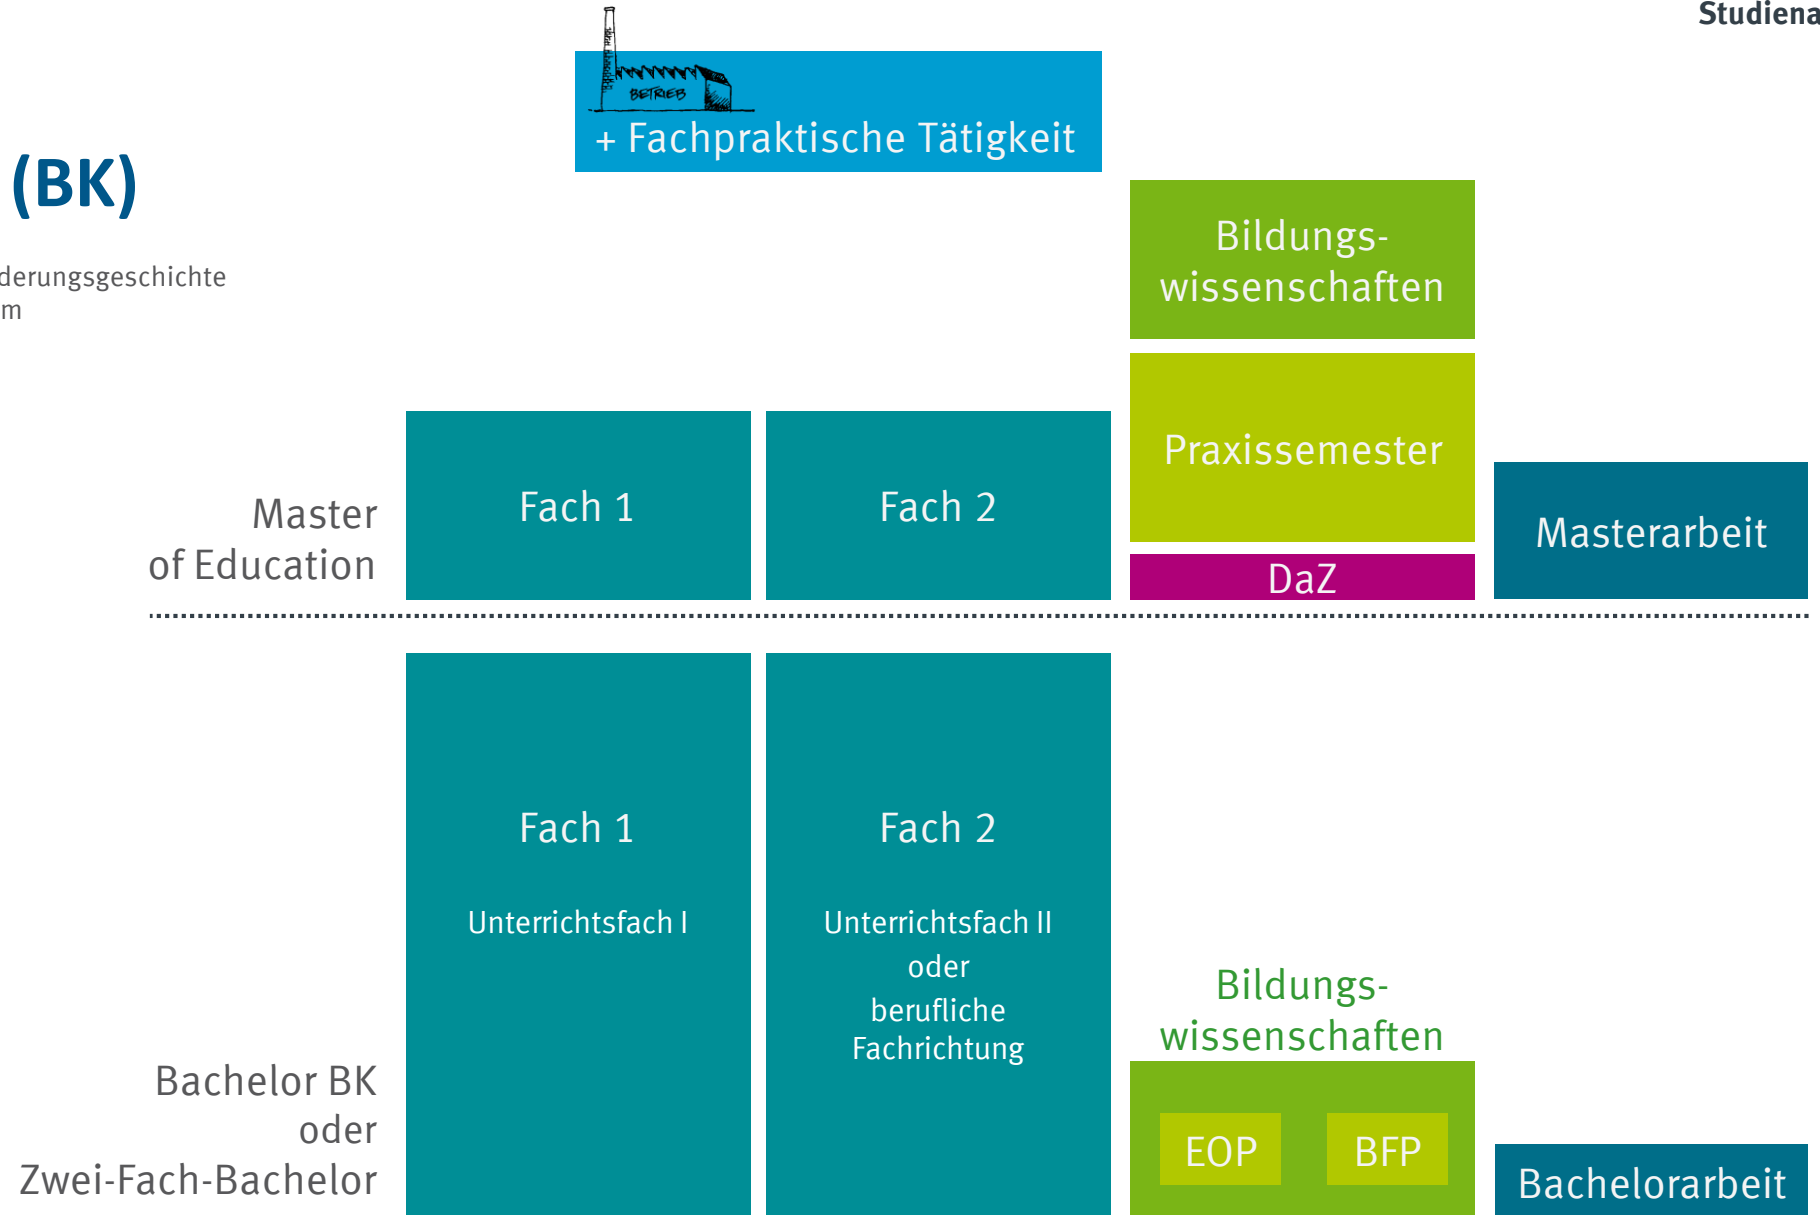 Studiena
BETRIEB
+ Fachpraktische Tätigkeit
(BK)
derungsgeschichte
m
Bildungs-
wissenschaften
Praxissemester
DaZ
Master
of Education
Fach 1
Fach 2
Masterarbeit
Fach 1
Unterrichtsfach I
Fach 2
Unterrichtsfach II
oder
berufliche
Fachrichtung
Bildungs-
wissenschaften
EOP
BFP
Bachelor BK
oder
Zwei-Fach-Bachelor
Bachelorarbeit